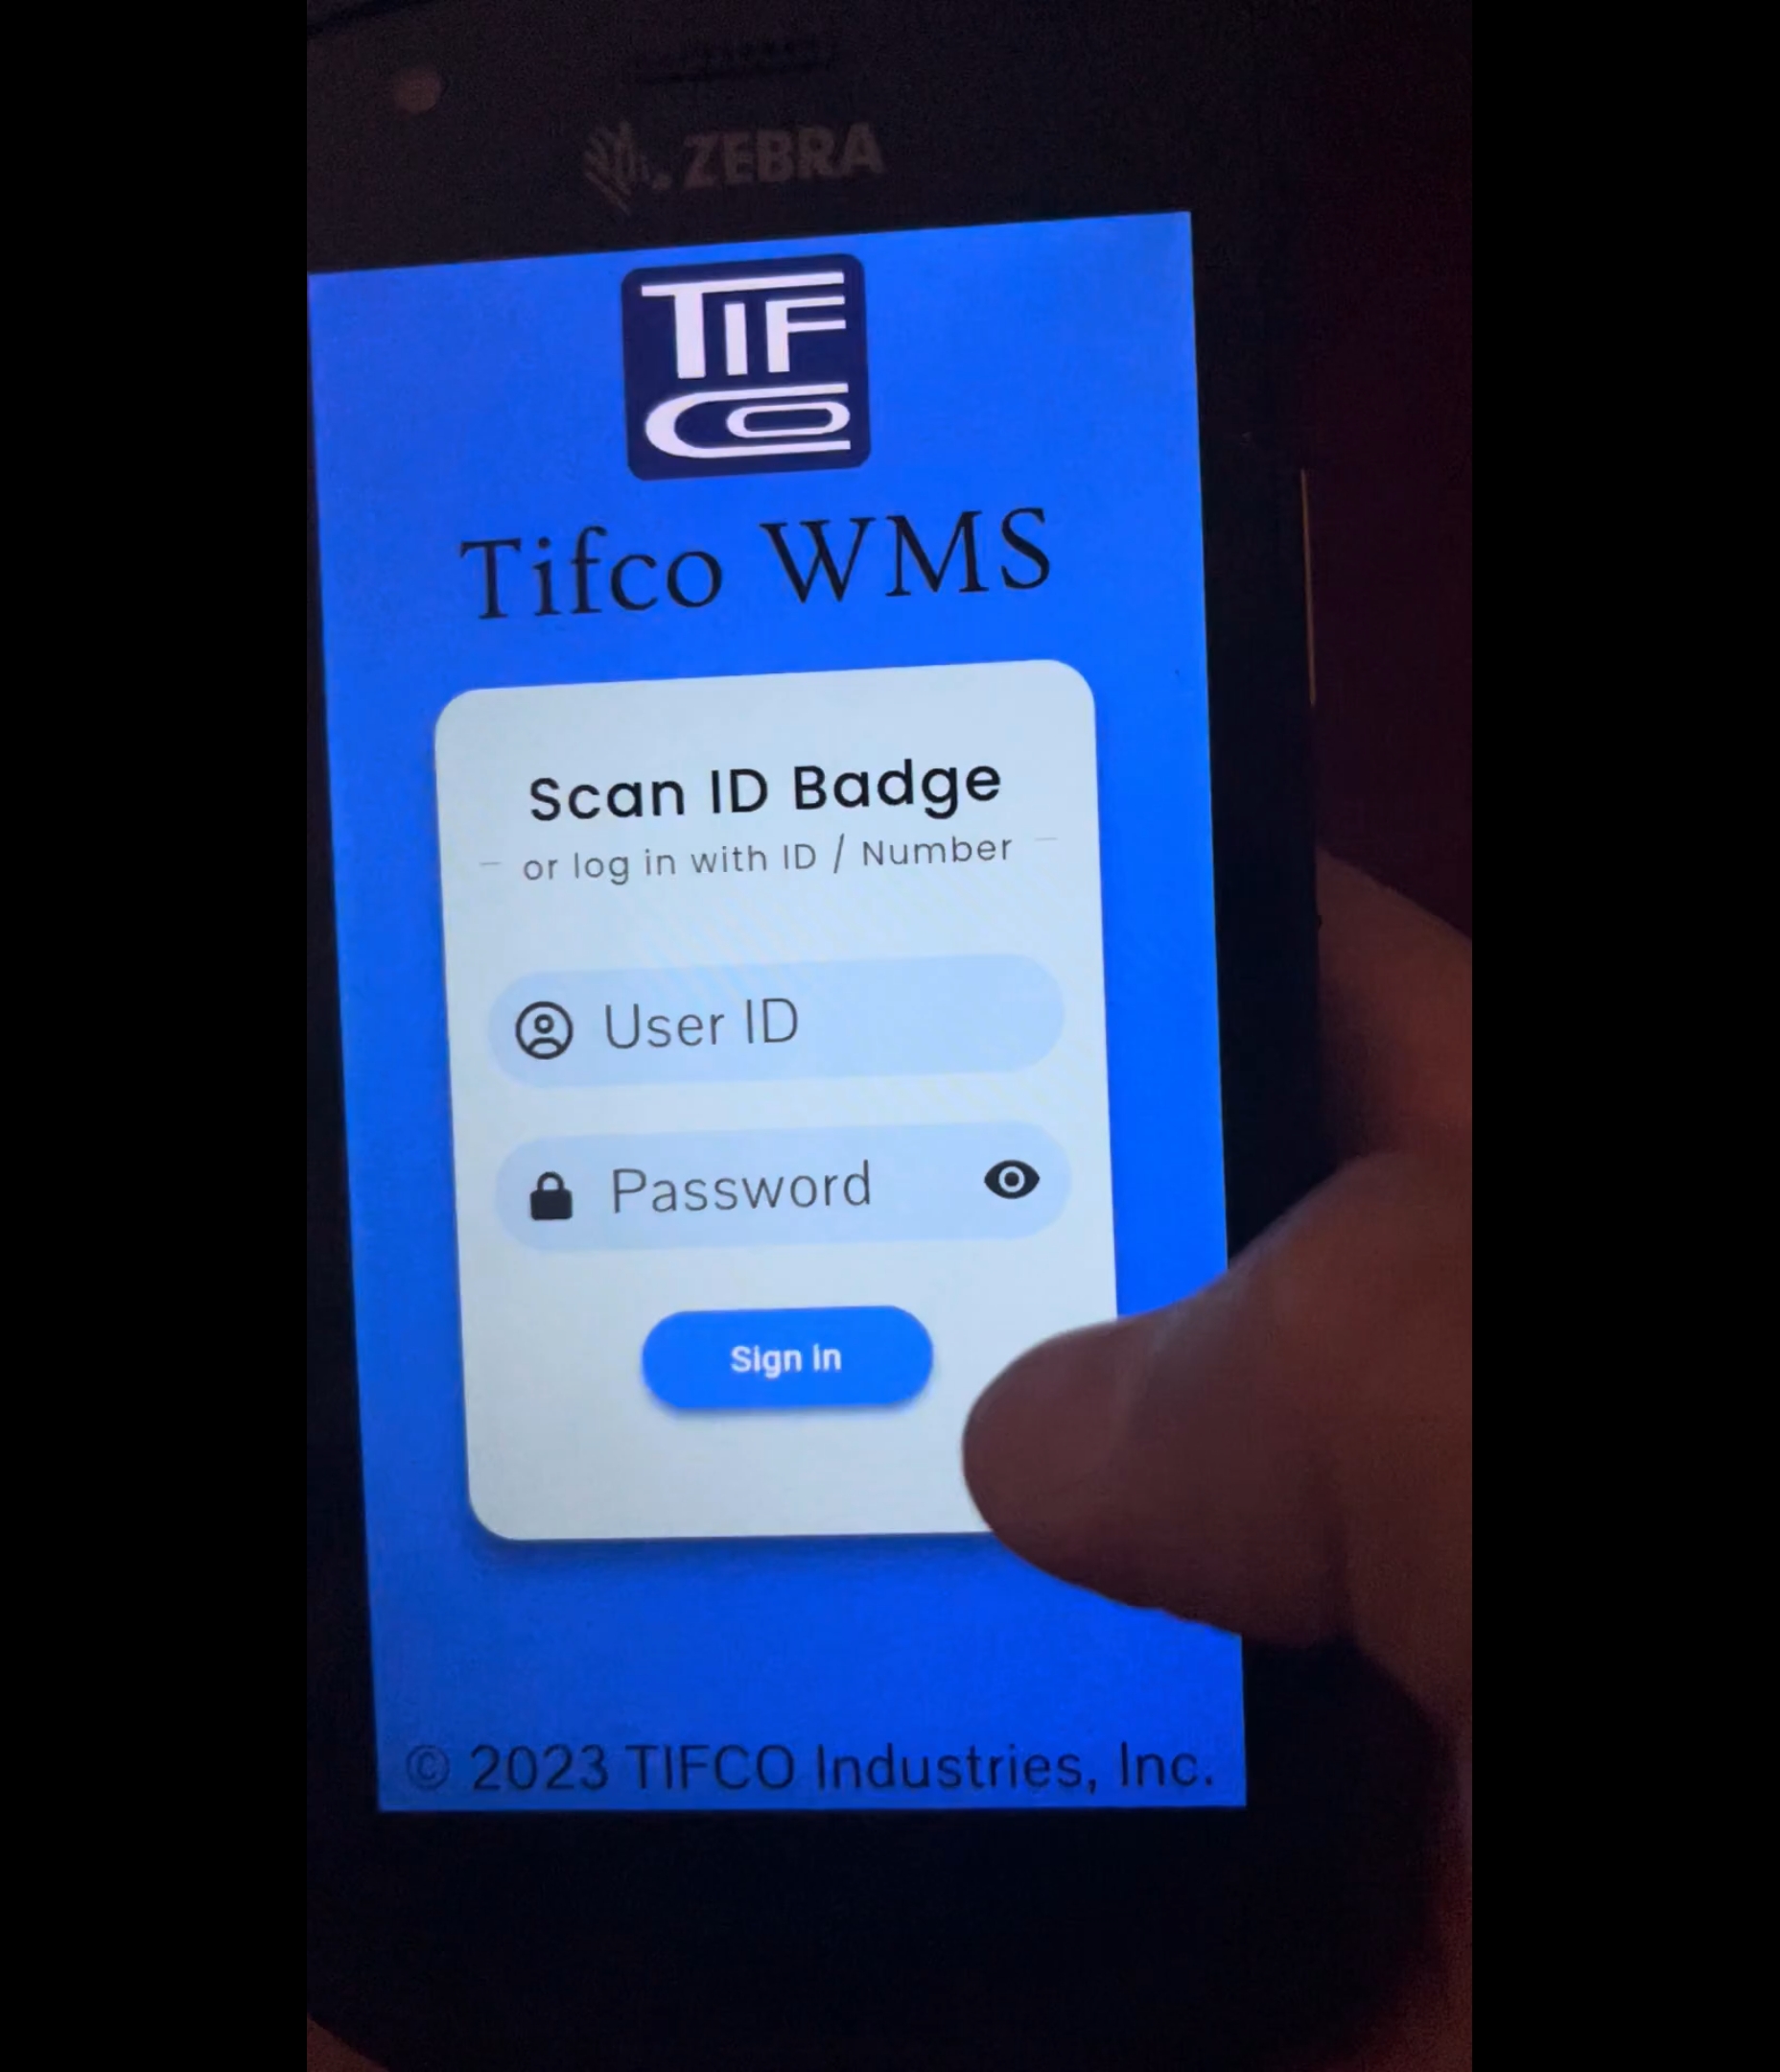 ZEBRA
TIF
CO
Tifco WMS
Scan ID Badge
or log in with ID / Number
User ID
Password
Sign in
© 2023 TIFCO Industries, Inc.